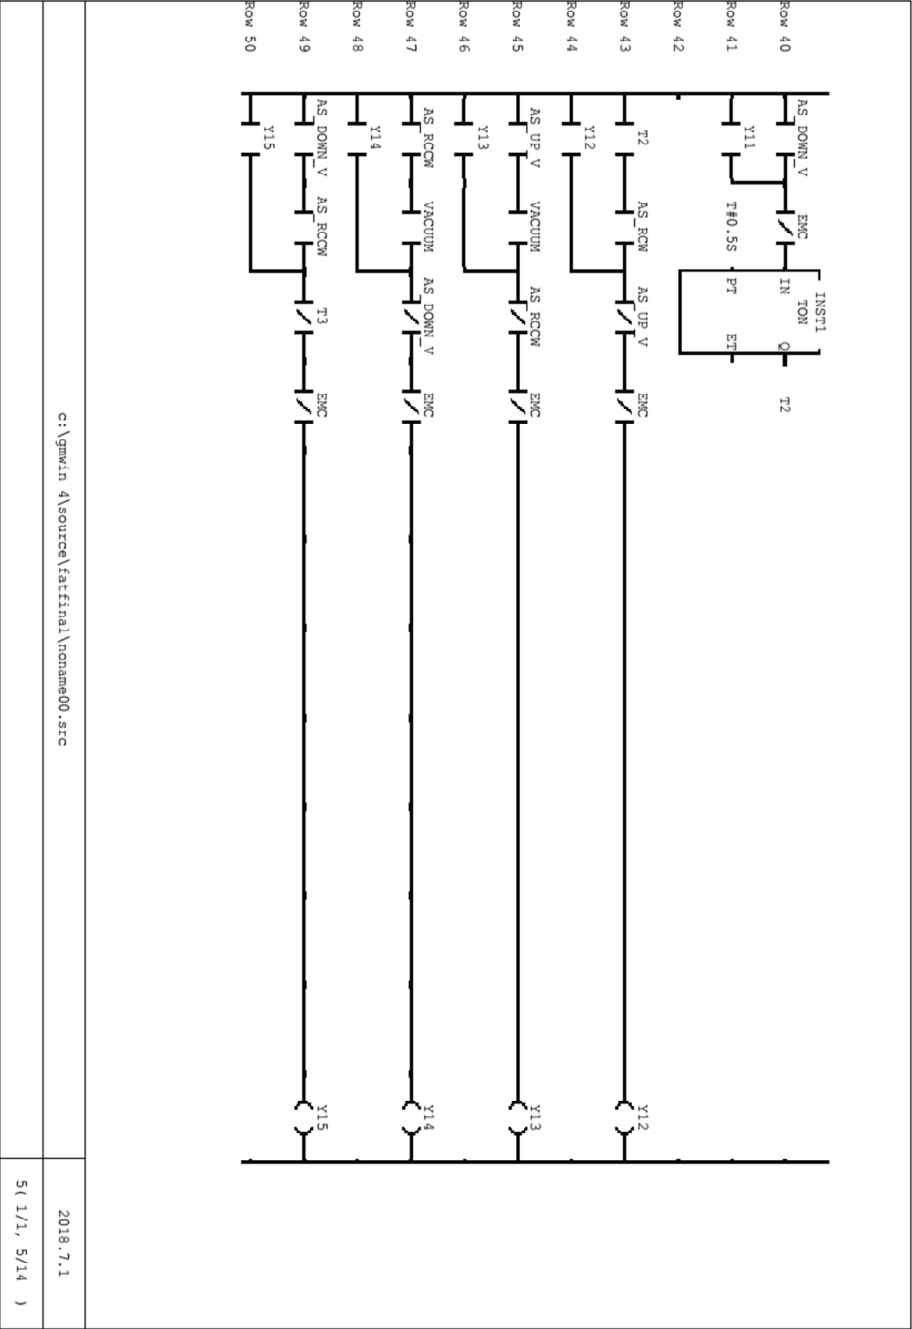 INST1
AS_DOWN_V EMC TON
Row 40 IN Q T2
Y11 T#0.5S
Row 41 PT ET
Row 42
T2 AS_RCW AS_UP_V EMC Y12
Row 43
Y12
Row 44
AS_UP_V VACUUM AS_RCCW EMC Y13
Row 45
Y13
Row 46
AS_RCCW VACUUM AS_DOWN_V EMC Y14
Row 47
Y14
Row 48
AS_DOWN_V AS_RCCW T3 EMC Y15
Row 49
Y15
Row 50
c:\gmwin 4\source\fatfinal\noname00.src 2018.7.1
5( 1/1, 5/14 )